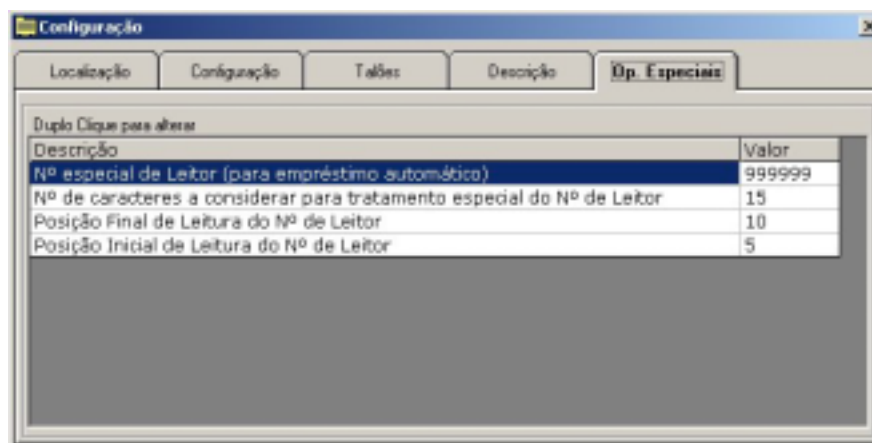 Configuração
Localização Configuração Talões Descrição Op. Especiais
Duplo Clique para alterar
Descrição Valor
Nº especial de Leitor (para empréstimo automático) 999999
Nº de caracteres a considerar para tratamento especial do Nº de Leitor 15
Posição Final de Leitura do Nº de Leitor 10
Posição Inicial de Leitura do Nº de Leitor 5